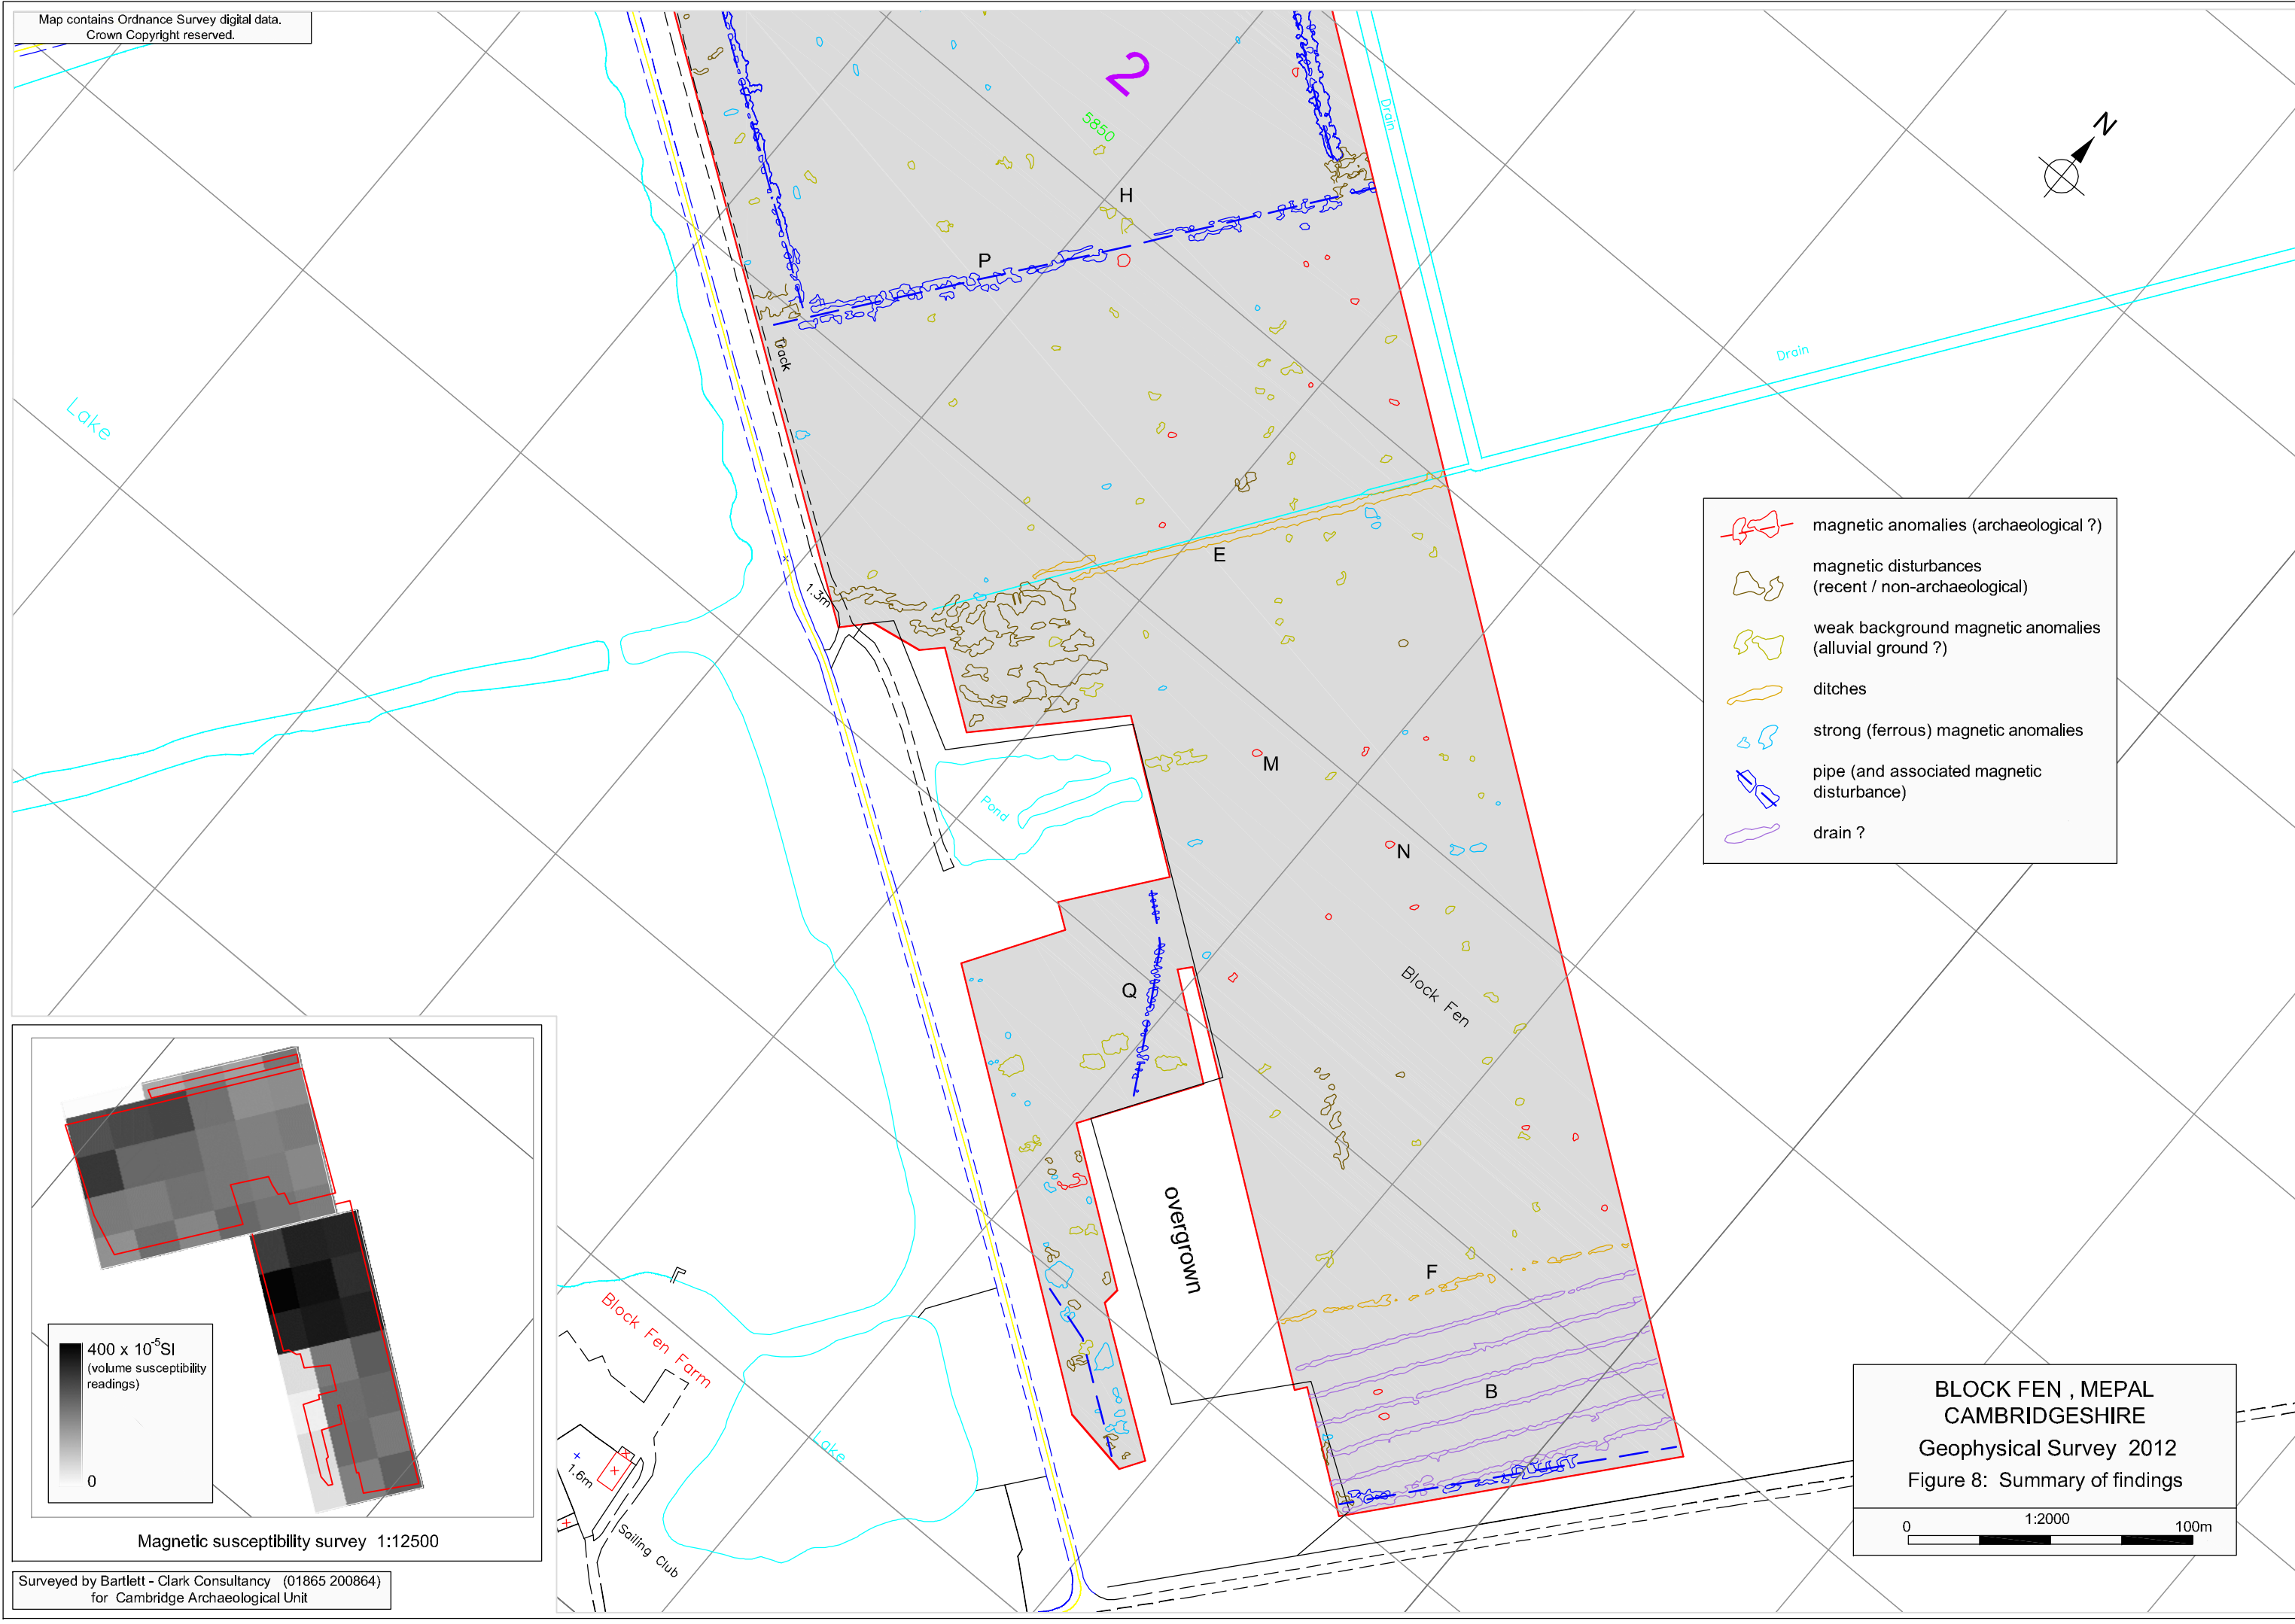 Map contains Ordnance Survey digital data.
Crown Copyright reserved.
2
5850
Drain
N
H
P
Track
Drain
Lake
E
1.3m
magnetic anomalies (archaeological ?)
magnetic disturbances
(recent / non-archaeological)
weak background magnetic anomalies
(alluvial ground ?)
ditches
strong (ferrous) magnetic anomalies
pipe (and associated magnetic
disturbance)
drain ?
M
Pond
N
Q
Block Fen
overgrown
F
B
Block Fen Farm
Lake
1.6m
Sailing Club
400 x 10-5SI
(volume susceptibility
readings)
0
Magnetic susceptibility survey 1:12500
Surveyed by Bartlett - Clark Consultancy (01865 200864)
for Cambridge Archaeological Unit
BLOCK FEN , MEPAL
CAMBRIDGESHIRE
Geophysical Survey 2012
Figure 8: Summary of findings
0 1:2000 100m